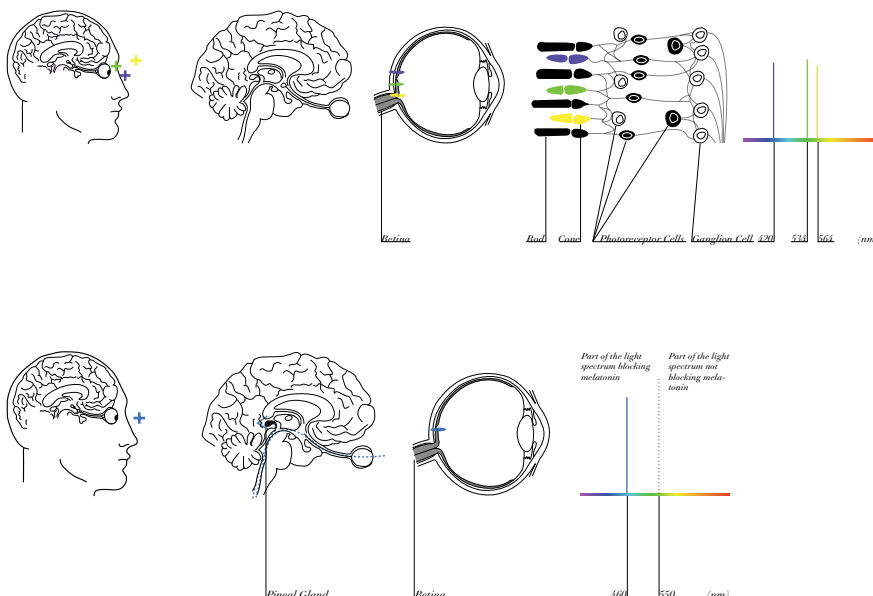 Retina
Rod
Cone
Photoreceptor Cells
Ganglion Cell
420
534
564
(nm
Part of the light
spectrum blocking
melatonin
Part of the light
spectrum not
blocking mela-
tonin
Pineal Gland
Retina
460
550
(nm)